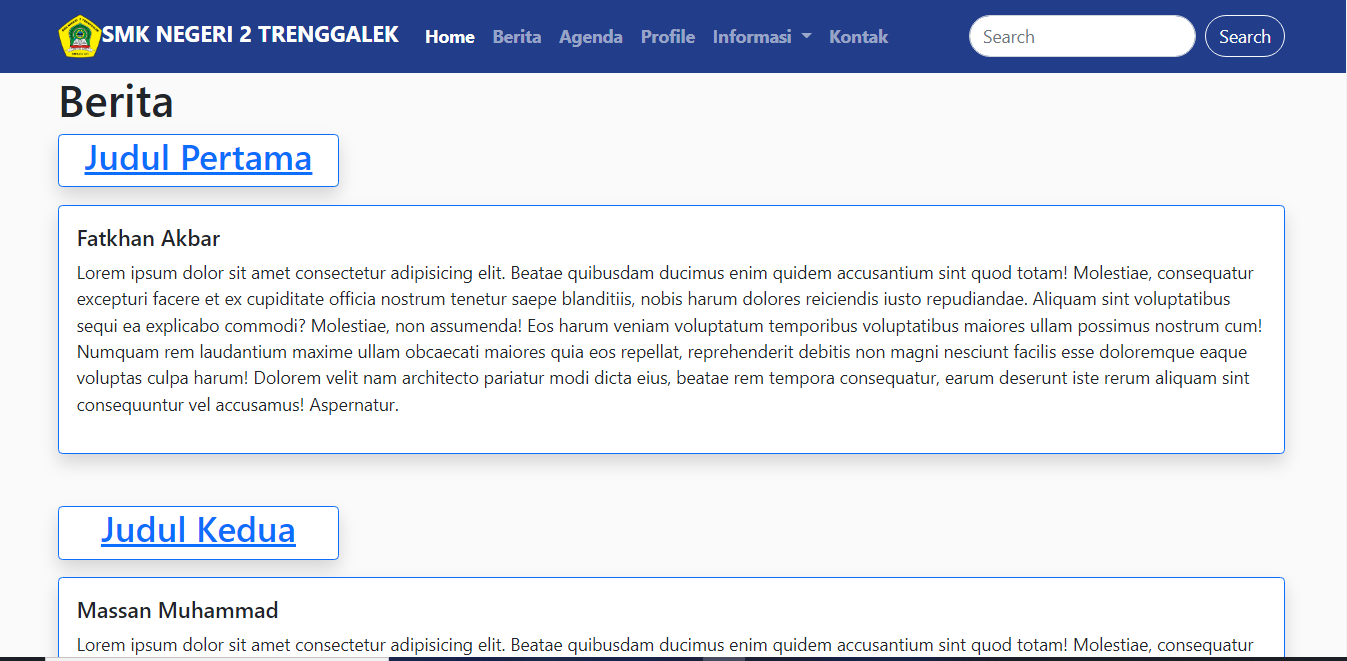 SMK NEGERI 2 TRENGGALEK Home Berita Agenda Profile Informasi Kontak Search Search
Berita
Judul Pertama
Fatkhan Akbar
Lorem ipsum dolor sit amet consectetur adipisicing elit. Beatae quibusdam ducimus enim quidem accusantium sint quod totam! Molestiae, consequatur
excepturi facere et ex cupiditate officia nostrum tenetur saepe blanditiis, nobis harum dolores reiciendis iusto repudiandae. Aliquam sint voluptatibus
sequi ea explicabo commodi? Molestiae, non assumenda! Eos harum veniam voluptatum temporibus voluptatibus maiores ullam possimus nostrum cum!
Numquam rem laudantium maxime ullam obcaecati maiores quia eos repellat, reprehenderit debitis non magni nesciunt facilis esse doloremque eaque
voluptas culpa harum! Dolorem velit nam architecto pariatur modi dicta eius, beatae rem tempora consequatur, earum deserunt iste rerum aliquam sint
consequuntur vel accusamus! Aspernatur.
Judul Kedua
Massan Muhammad
Lorem ipsum dolor sit amet consectetur adipisicing elit. Beatae quibusdam ducimus enim quidem accusantium sint quod totam! Molestiae, consequatur